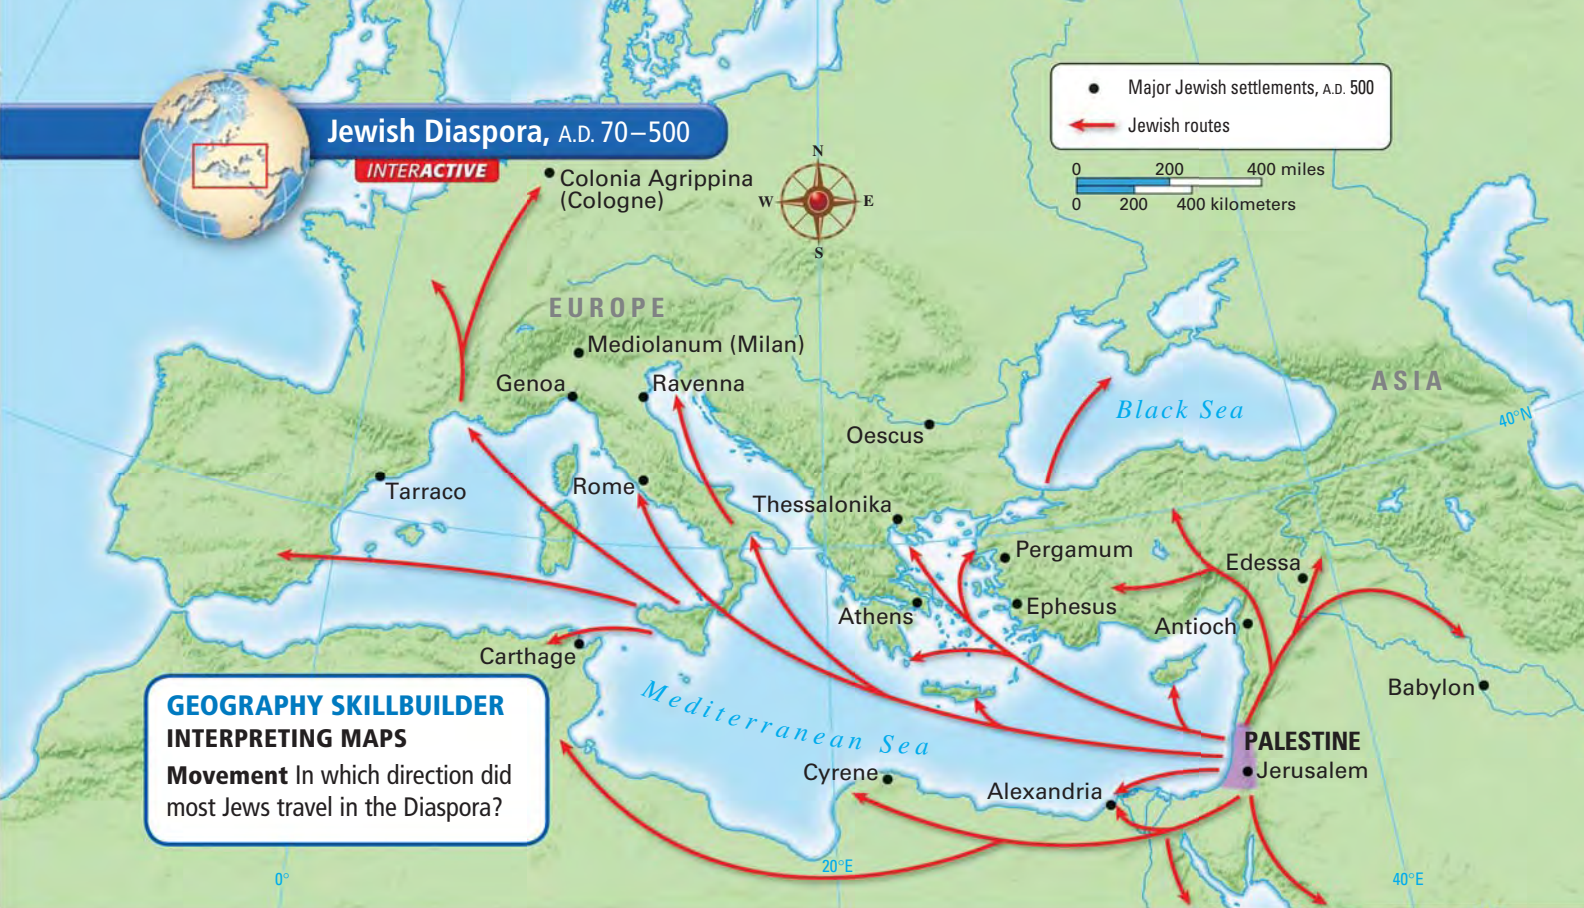 Jewish Diaspora, A.D. 70–500
INTERACTIVE
Major Jewish settlements, A.D. 500
Jewish routes
0 200 400 miles
0 200 400 kilometers
N
W E
S
Colonia Agrippina
(Cologne)
EUROPE
Mediolanum (Milan)
Genoa
Ravenna
ASIA
Black Sea
40°N
Oescus
Tarraco
Rome
Thessalonika
Pergamum
Edessa
Athens
Ephesus
Antioch
Carthage
Babylon
Mediterranean Sea
PALESTINE
Jerusalem
Cyrene
Alexandria
GEOGRAPHY SKILLBUILDER
INTERPRETING MAPS
Movement In which direction did
most Jews travel in the Diaspora?
0°
20°E
40°E